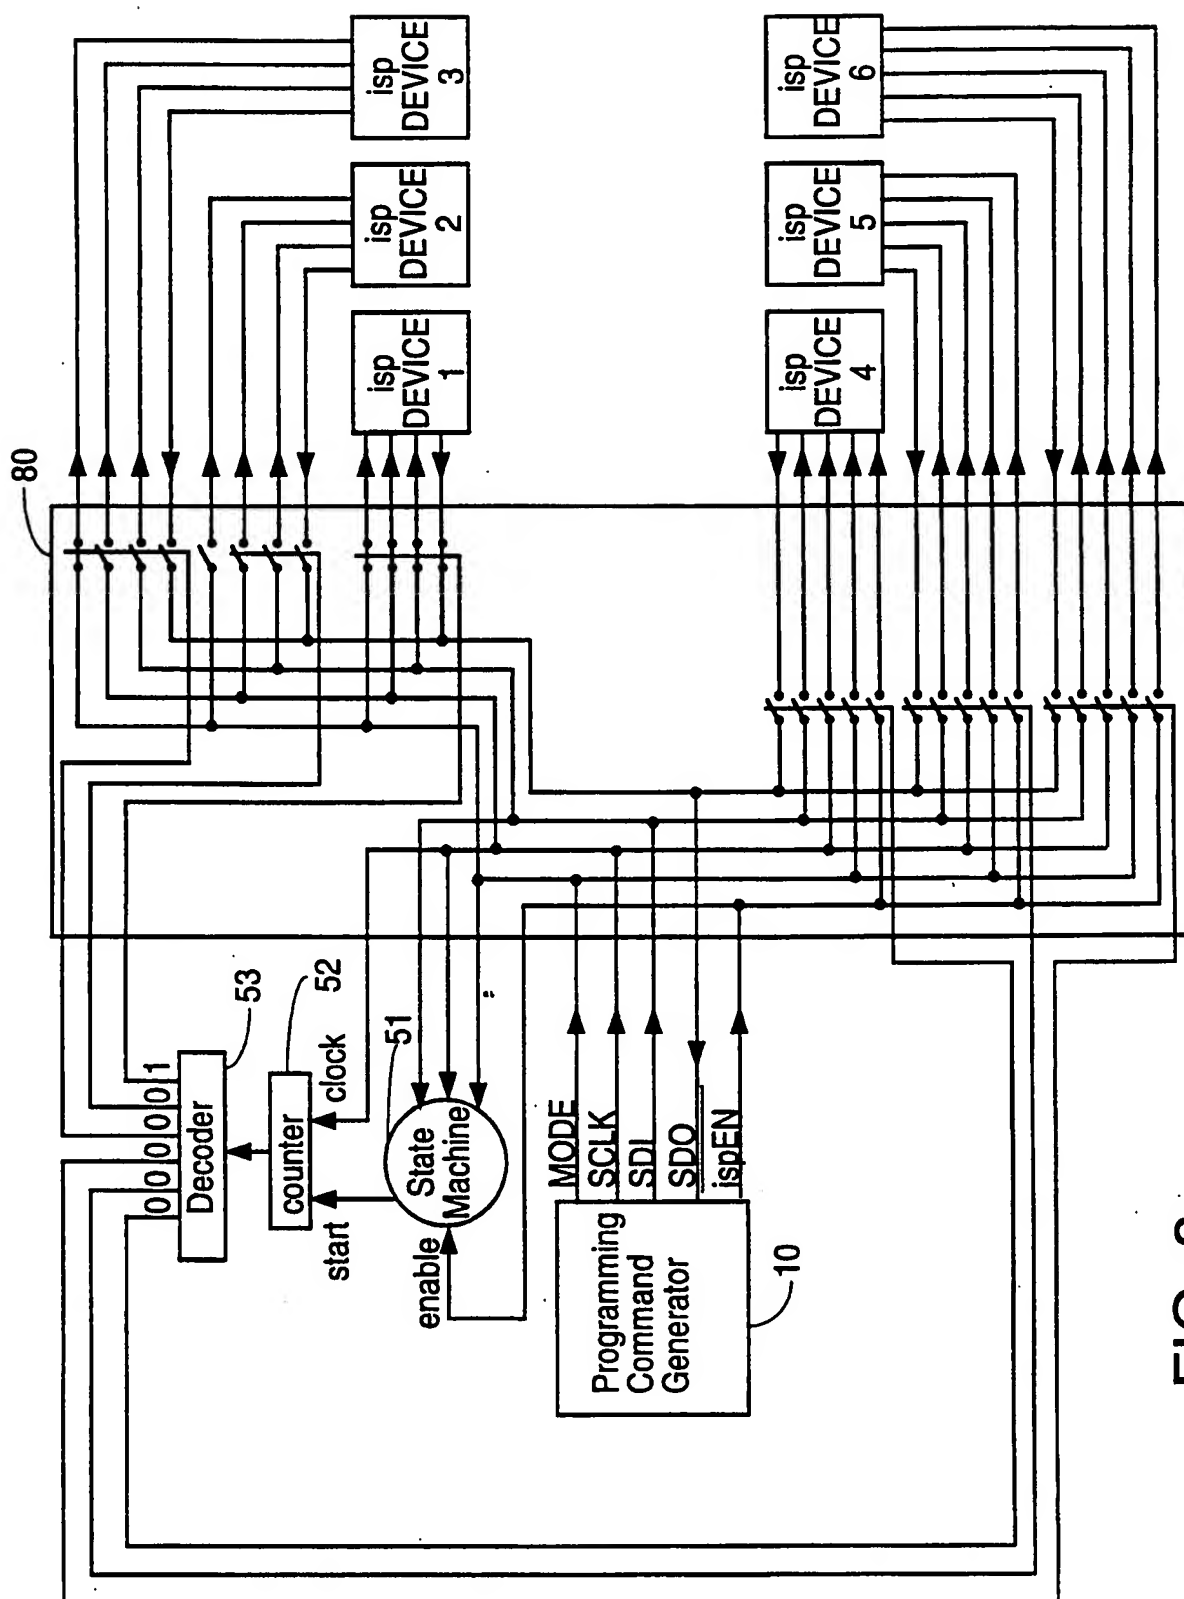 80
isp
DEVICE
3
isp
DEVICE
2
isp
DEVICE
1
isp
DEVICE
6
isp
DEVICE
5
isp
DEVICE
4
0 0 0 0 0 1
Decoder
53
counter
52
start
clock
State
Machine
51
enable
MODE
SCLK
SDI
SDO
ispEN
Programming
Command
Generator
10
FIG.